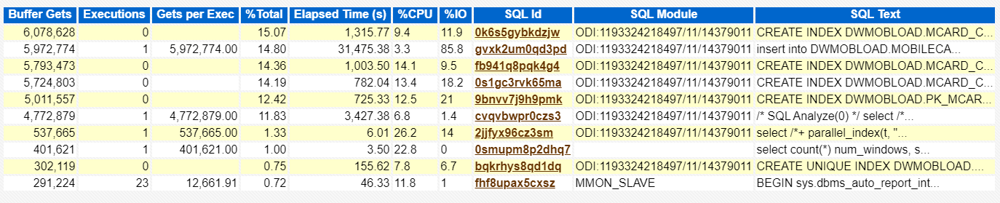 Buffer Gets Executions Gets per Exec %Total Elapsed Time (s) %CPU %IO SQL Id SQL Module SQL Text
6,078,628 0 15.07 1,315.77 9.4 11.9 0k6s5gybkdzjw ODI:1193324218497/11/14379011 CREATE INDEX DWMOBLOAD.MCARD_C...
5,972,774 1 5,972,774.00 14.80 31,475.38 3.3 85.8 gvxk2um0qd3pd ODI:1193324218497/11/14379011 insert into DWMOBLOAD.MOBILECA...
5,793,473 0 14.36 1,003.50 14.1 9.5 fb941q8pqk4g4 ODI:1193324218497/11/14379011 CREATE INDEX DWMOBLOAD.MCARD_C...
5,724,803 0 14.19 782.04 13.4 18.2 0s1gc3rvk65ma ODI:1193324218497/11/14379011 CREATE INDEX DWMOBLOAD.MCARD_C...
5,011,557 0 12.42 725.33 12.5 21 9bnvv7j9h9pmk ODI:1193324218497/11/14379011 CREATE INDEX DWMOBLOAD.PK_MCAR...
4,772,879 1 4,772,879.00 11.83 3,427.38 6.8 1.4 cvqvbwpr0czs3 ODI:1193324218497/11/14379011 /* SQL Analyze(0) */ select /*...
537,665 1 537,665.00 1.33 6.01 26.2 14 2jjfyx96cz3sm ODI:1193324218497/11/14379011 select /*+ parallel_index(t, "...
401,621 1 401,621.00 1.00 3.50 22.8 0 0smupm8p2dhq7 select count(*) num_windows, s...
302,119 0 0.75 155.62 7.8 6.7 bqkrhys8qd1dq ODI:1193324218497/11/14379011 CREATE UNIQUE INDEX DWMOBLOAD....
291,224 23 12,661.91 0.72 46.33 11.8 1 fhf8upax5cxsz MMON_SLAVE BEGIN sys.dbms_auto_report_int...